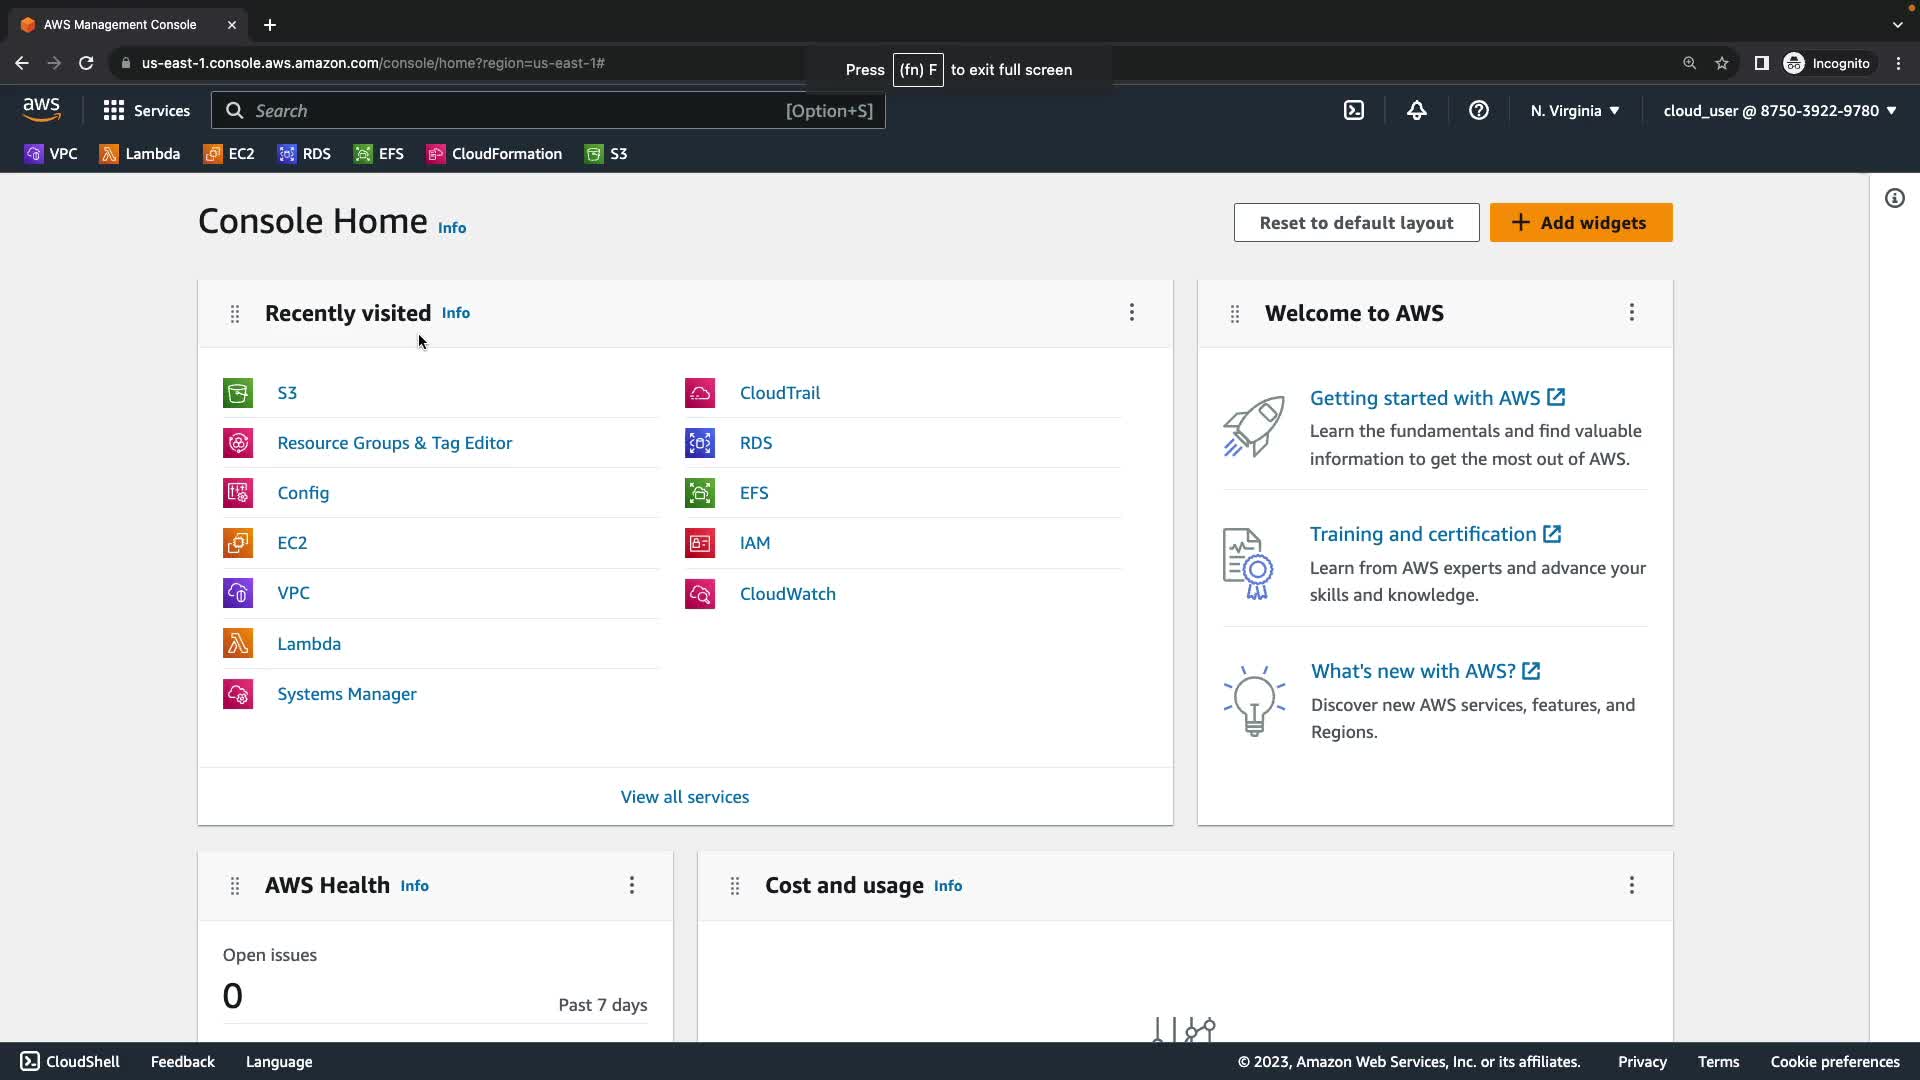 AWS Management Console
us-east-1.console.aws.amazon.com/console/home?region=us-east-1#
Press (fn) F to exit full screen
Incognito
aws
Services
Search [Option+S]
N. Virginia
cloud_user @ 8750-3922-9780
VPC
Lambda
EC2
RDS
EFS
CloudFormation
S3
Console Home Info
Reset to default layout
Add widgets
Recently visited Info
S3
Resource Groups & Tag Editor
Config
EC2
VPC
Lambda
Systems Manager
CloudTrail
RDS
EFS
IAM
CloudWatch
View all services
Welcome to AWS
Getting started with AWS
Learn the fundamentals and find valuable
information to get the most out of AWS.
Training and certification
Learn from AWS experts and advance your
skills and knowledge.
What's new with AWS?
Discover new AWS services, features, and
Regions.
AWS Health Info
Open issues
0
Past 7 days
Cost and usage Info
CloudShell
Feedback
Language
© 2023, Amazon Web Services, Inc. or its affiliates.
Privacy
Terms
Cookie preferences